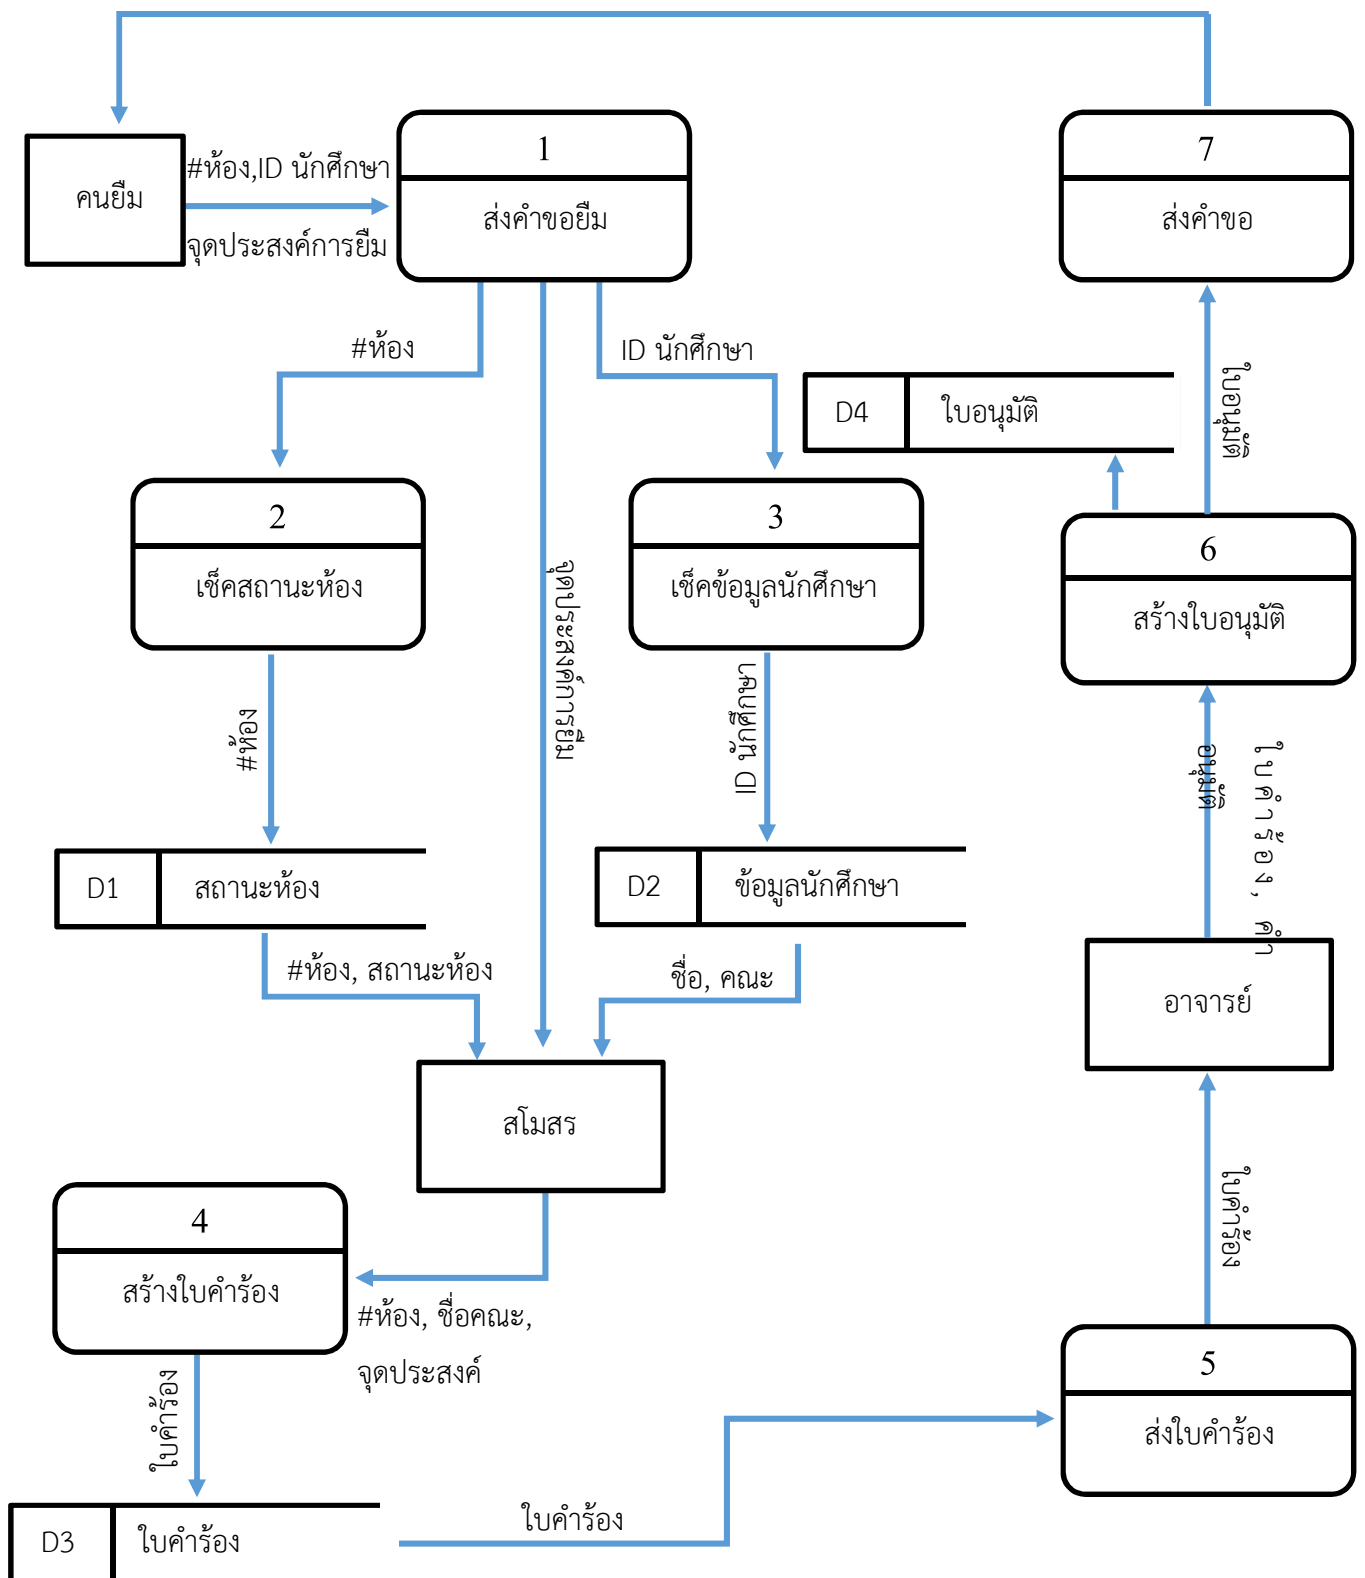 คนยืม
#ห้อง,ID นักศึกษา
จุดประสงค์การยืม
1
ส่งคำขอยืม
7
ส่งคำขอ
#ห้อง
ID นักศึกษา
D4
ใบอนุมัติ
ใบอนุมัติ
2
เช็คสถานะห้อง
3
เช็คข้อมูลนักศึกษา
6
สร้างใบอนุมัติ
จุดประสงค์การยืม
#ห้อง
ใบคำร้อง, คำ
อนุมัติ
D1
สถานะห้อง
D2
ข้อมูลนักศึกษา
#ห้อง, สถานะห้อง
ชื่อ, คณะ
อาจารย์
สโมสร
ใบคำร้อง
4
สร้างใบคำร้อง
#ห้อง, ชื่อคณะ,
จุดประสงค์
5
ส่งใบคำร้อง
ใบคำร้อง
D3
ใบคำร้อง
ใบคำร้อง